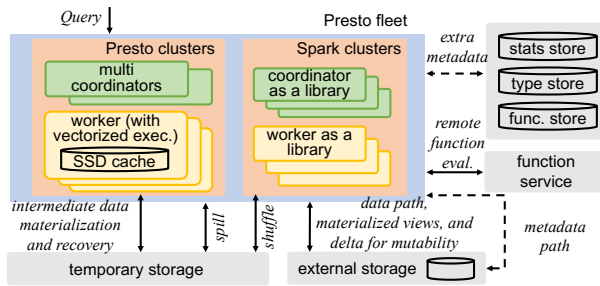 Query
Presto fleet
Presto clusters
multi
coordinators
worker (with
vectorized exec.)
SSD cache
Spark clusters
coordinator
as a library
worker as a
library
extra
metadata
stats store
type store
func. store
remote
function
eval.
function
service
intermediate data
materialization
and recovery
spill
shuffle
data path,
materialized views, and
delta for mutability
metadata
path
temporary storage
external storage